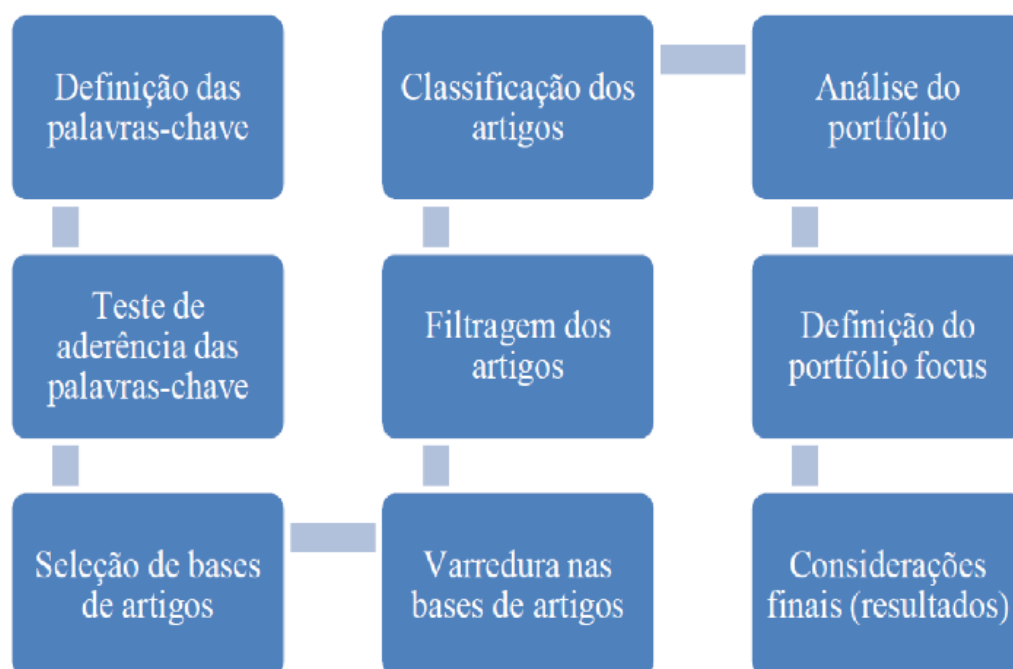 Definição das
palavras-chave
Teste de
aderência das
palavras-chave
Seleção de bases
de artigos
Varredura nas
bases de artigos
Filtragem dos
artigos
Classificação dos
artigos
Análise do
portfólio
Definição do
portfólio focus
Considerações
finais (resultados)